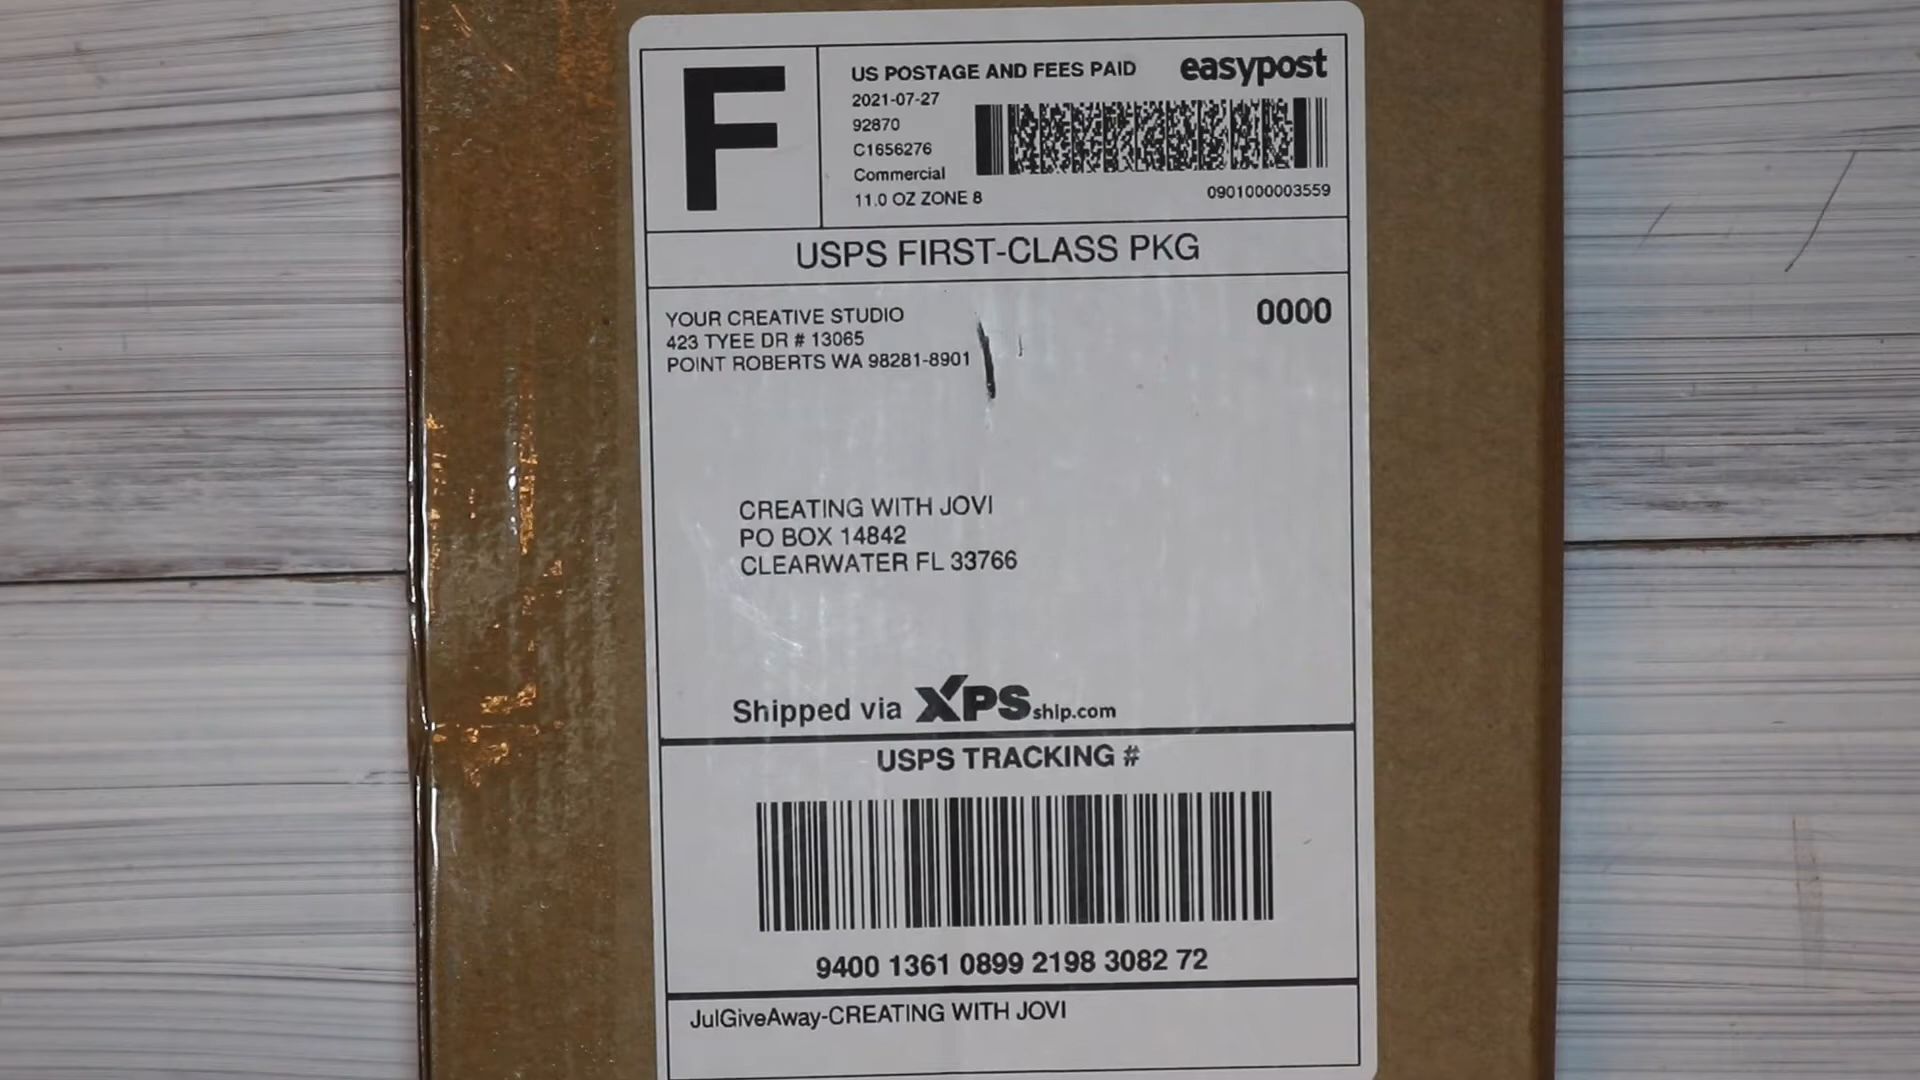 F
US POSTAGE AND FEES PAID
easypost
2021-07-27
92870
C1656276
Commercial
11.0 OZ ZONE 8
0901000003559
USPS FIRST-CLASS PKG
YOUR CREATIVE STUDIO
423 TYEE DR # 13065
POINT ROBERTS WA 98281-8901
0000
CREATING WITH JOVI
PO BOX 14842
CLEARWATER FL 33766
Shipped via XPSship.com
USPS TRACKING #
9400 1361 0899 2198 3082 72
JulGiveAway-CREATING WITH JOVI